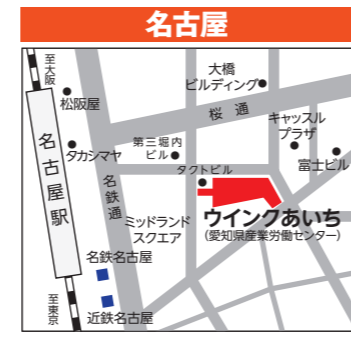 名古屋
至大阪
松阪屋
大橋
ビルディング
桜通
キャッスル
プラザ
第三堀内
ビル
富士ビル
タカシマヤ
名古屋駅
名鉄通
タクトビル
ミッドランド
スクエア
ウインクあいち
(愛知県産業労働センター)
名鉄名古屋
至東京
近鉄名古屋